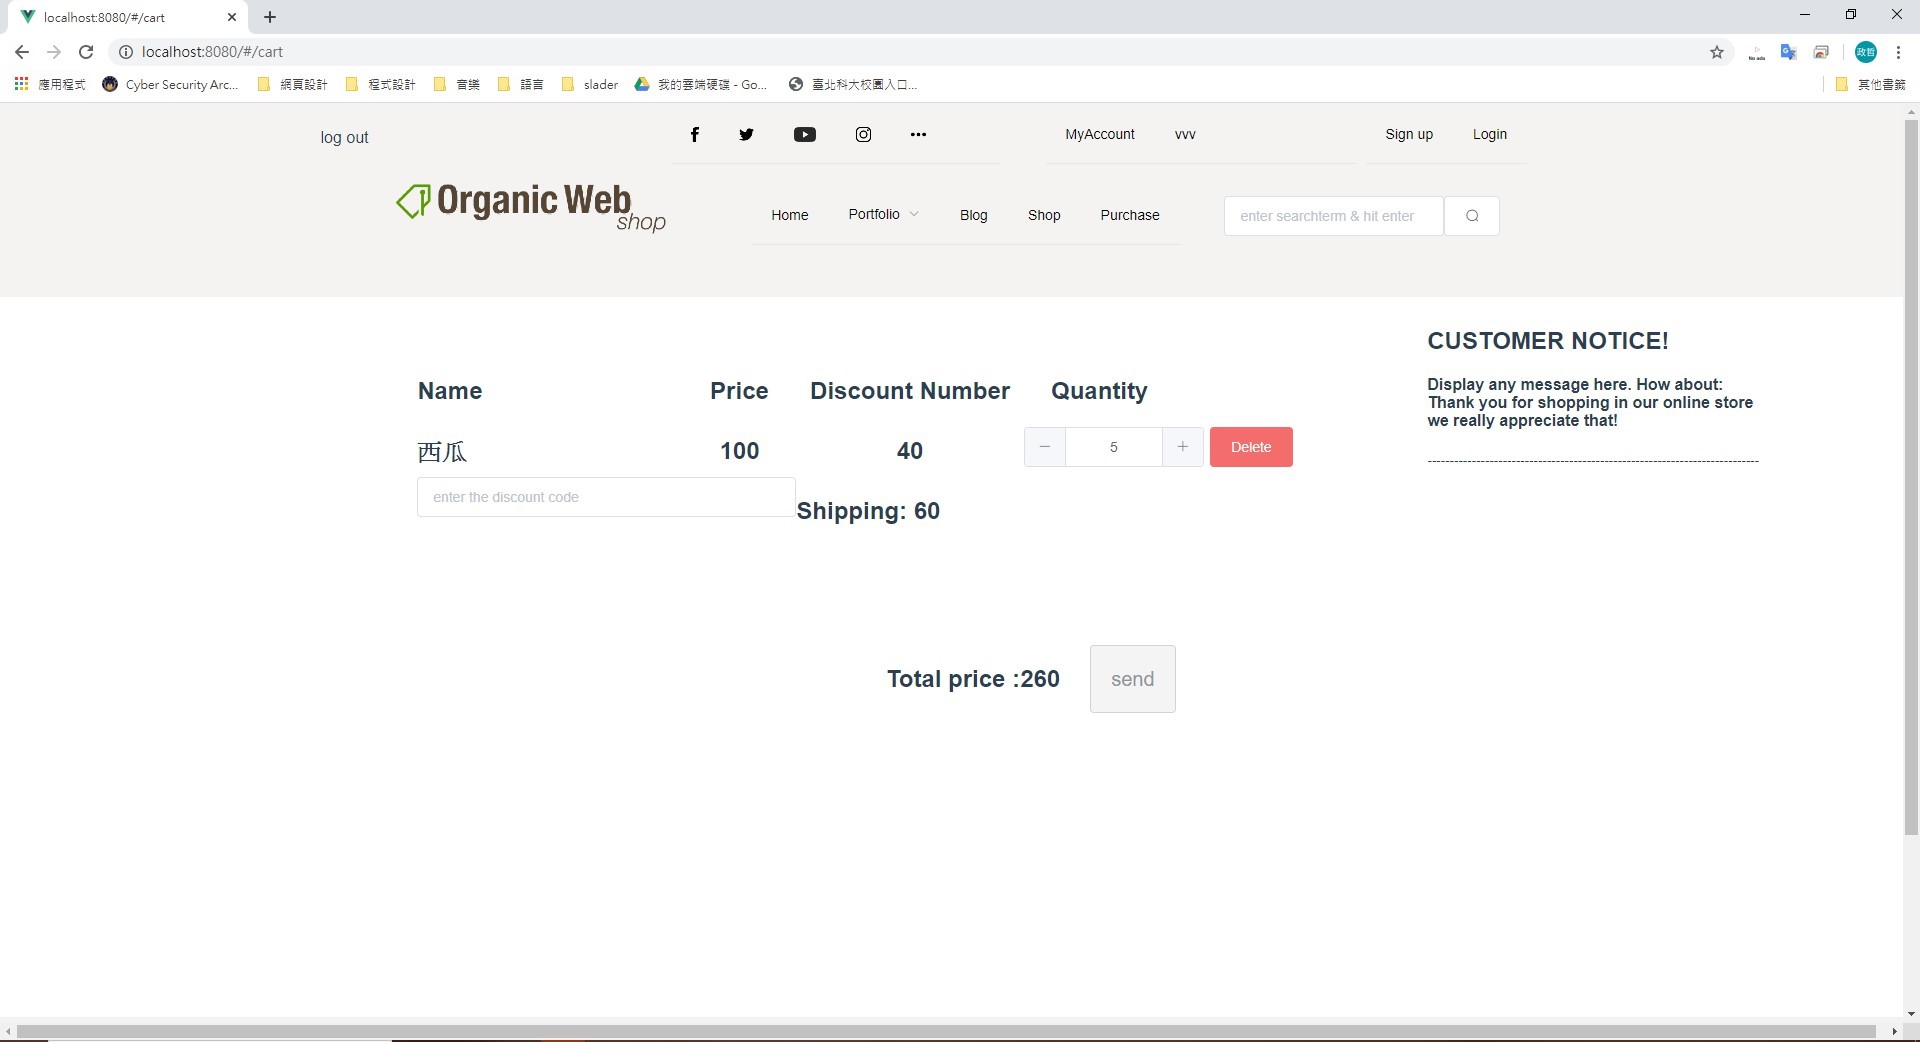 localhost:8080/#/cart
localhost:8080/#/cart
No ads
政哲
應用程式 Cyber Security Arc... 網頁設計 程式設計 音樂 語言 slader 我的雲端硬碟 - Go... 臺北科大校園入口... 其他書籤
log out
MyAccount vvv Sign up Login
Organic Web
shop
Home Portfolio Blog Shop Purchase enter searchterm & hit enter
CUSTOMER NOTICE!
Display any message here. How about:
Thank you for shopping in our online store
we really appreciate that!
--------------------------------------------------------------------------------
Name Price Discount Number Quantity
西瓜 100 40 5 Delete
enter the discount code
Shipping: 60
Total price :260 send